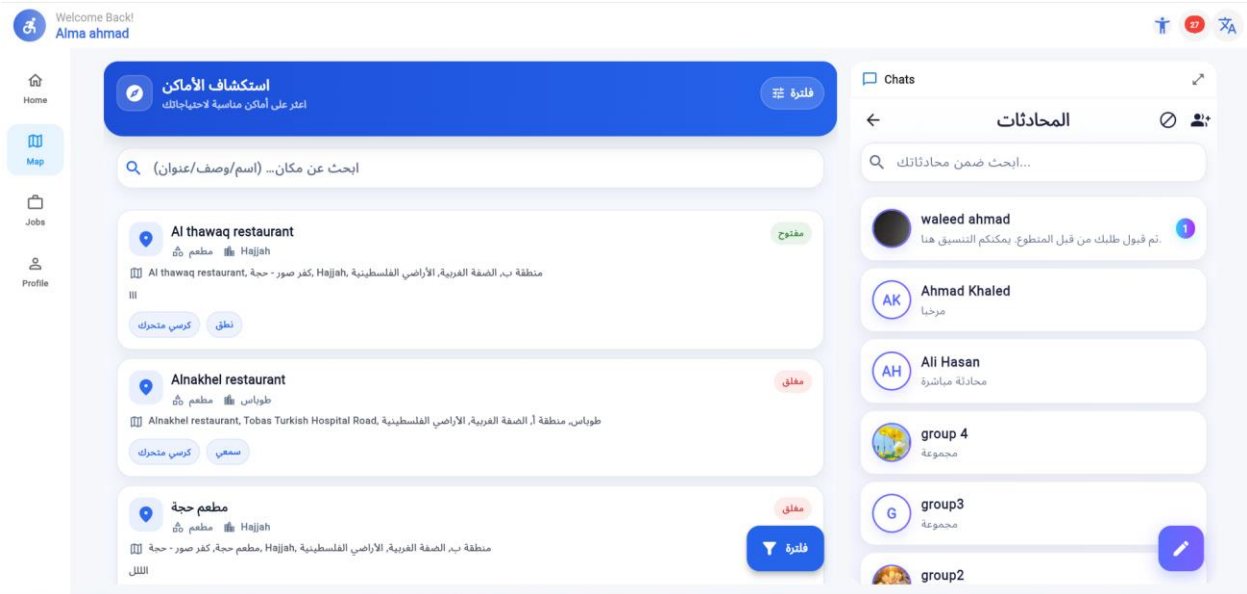 Welcome Back!
Alma ahmad
27
Home
Map
Jobs
Profile
استكشاف الأماكن
اعثر على أماكن مناسبة لاحتياجاتك
فلترة
ابحث عن مكان... (اسم/وصف/عنوان)
Al thawaq restaurant
مفتوح
مطعم Hajjah
Al thawaq restaurant, كفر صور - حجة, Hajjah, منطقة ب, الضفة الغربية, الأراضي الفلسطينية
ااا
كرسي متحرك نطق
Alnakhel restaurant
مغلق
مطعم طوباس
Alnakhel restaurant, Tobas Turkish Hospital Road, طوباس, منطقة أ, الضفة الغربية, الأراضي الفلسطينية
كرسي متحرك سمعي
مطعم حجة
مغلق
مطعم Hajjah
مطعم حجة, كفر صور - حجة, Hajjah, منطقة ب, الضفة الغربية, الأراضي الفلسطينية
الللل
فلترة
Chats
المحادثات
ابحث ضمن محادثاتك...
waleed ahmad
تم قبول طلبك من قبل المتطوع. يمكنكم التنسيق هنا.
1
AK
Ahmad Khaled
مرحبا
AH
Ali Hasan
محادثة مباشرة
group 4
مجموعة
G
group3
مجموعة
group2